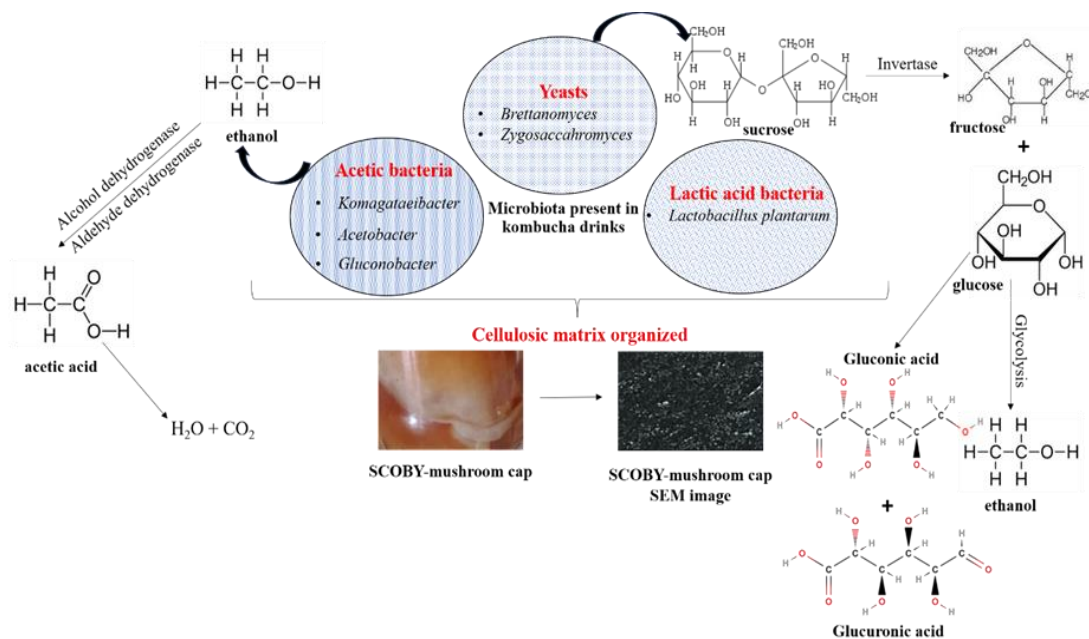 ethanol
Alcohol dehydrogenase
Aldehyde dehydrogenase
acetic acid
H₂O + CO₂
Yeasts
• Brettanomyces
• Zygosaccahromyces
Acetic bacteria
• Komagataeibacter
• Acetobacter
• Gluconobacter
Microbiota present in
kombucha drinks
Lactic acid bacteria
• Lactobacillus plantarum
sucrose
Invertase
fructose
+
glucose
Glycolysis
Gluconic acid
ethanol
+
Glucuronic acid
Cellulosic matrix organized
SCOBY-mushroom cap
SCOBY-mushroom cap
SEM image